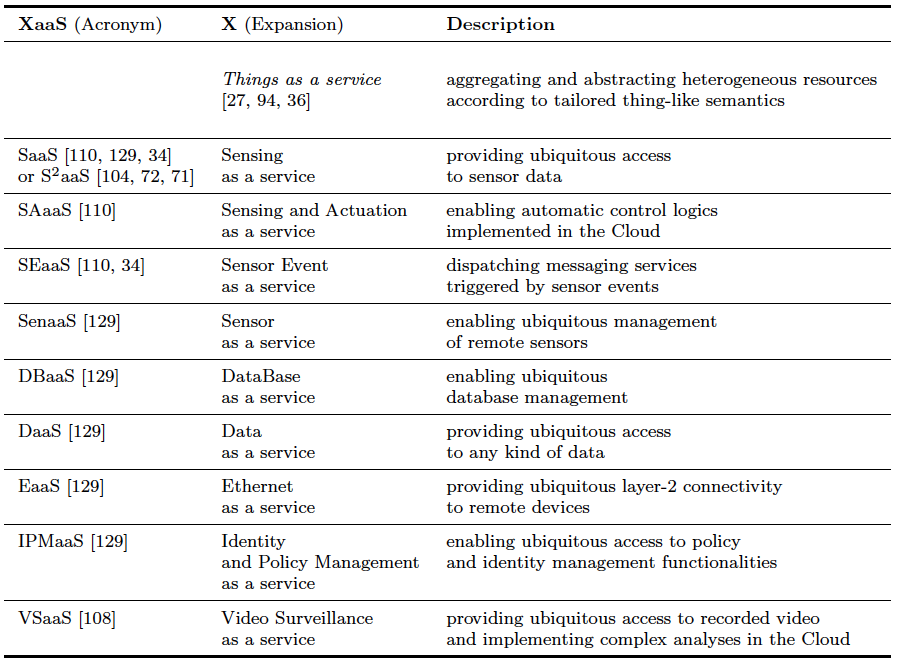 XaaS (Acronym) X (Expansion) Description
Things as a service aggregating and abstracting heterogeneous resources
[27, 94, 36] according to tailored thing-like semantics
SaaS [110, 129, 34] Sensing providing ubiquitous access
or S²aaS [104, 72, 71] as a service to sensor data
SAaaS [110] Sensing and Actuation enabling automatic control logics
as a service implemented in the Cloud
SEaaS [110, 34] Sensor Event dispatching messaging services
as a service triggered by sensor events
SenaaS [129] Sensor enabling ubiquitous management
as a service of remote sensors
DBaaS [129] DataBase enabling ubiquitous
as a service database management
DaaS [129] Data providing ubiquitous access
as a service to any kind of data
EaaS [129] Ethernet providing ubiquitous layer-2 connectivity
as a service to remote devices
IPMaaS [129] Identity enabling ubiquitous access to policy
and Policy Management and identity management functionalities
as a service
VSaaS [108] Video Surveillance providing ubiquitous access to recorded video
as a service and implementing complex analyses in the Cloud